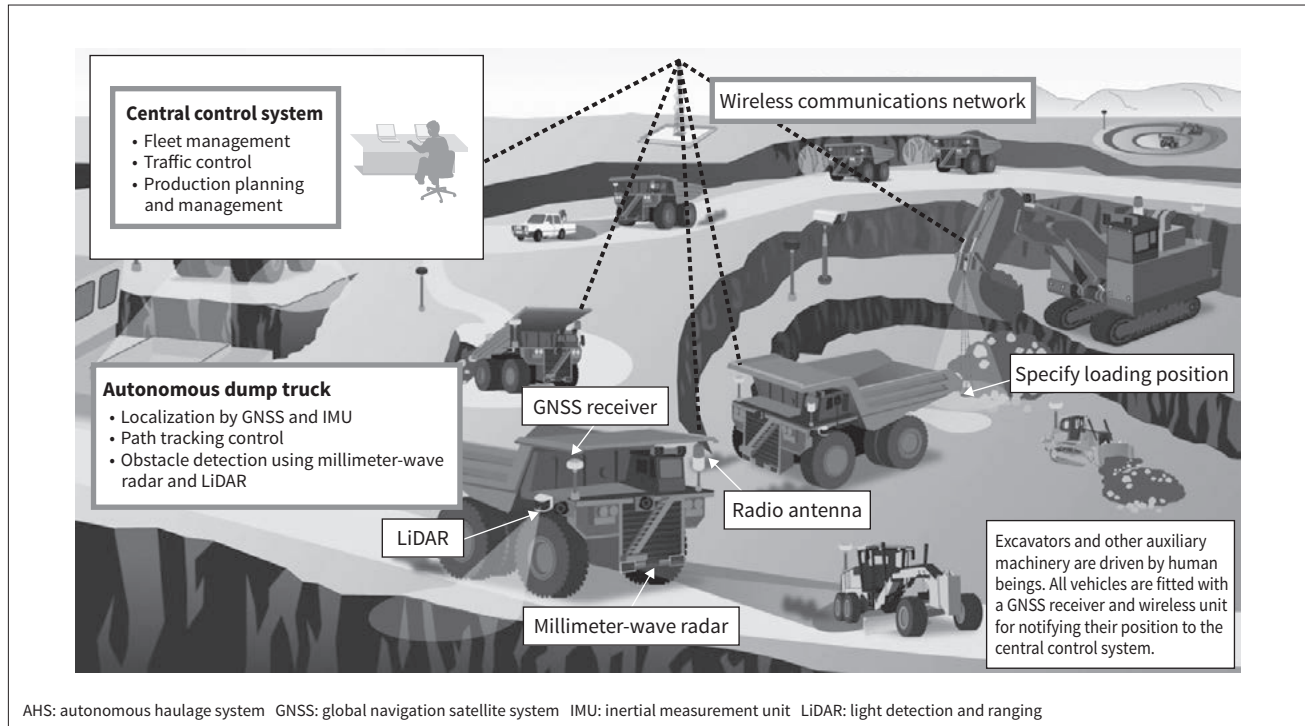 Central control system
• Fleet management
• Traffic control
• Production planning
and management
Wireless communications network
Autonomous dump truck
• Localization by GNSS and IMU
• Path tracking control
• Obstacle detection using millimeter-wave
radar and LiDAR
GNSS receiver
Specify loading position
LiDAR
Radio antenna
Millimeter-wave radar
Excavators and other auxiliary
machinery are driven by human
beings. All vehicles are fitted with
a GNSS receiver and wireless unit
for notifying their position to the
central control system.
AHS: autonomous haulage system GNSS: global navigation satellite system IMU: inertial measurement unit LiDAR: light detection and ranging